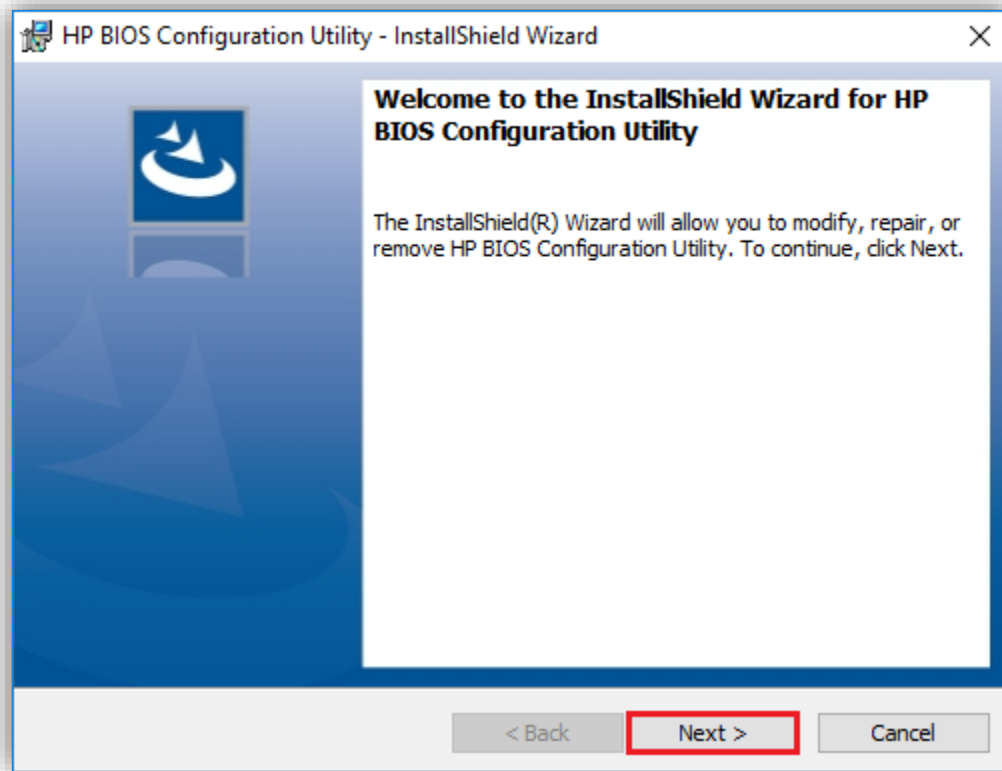 HP BIOS Configuration Utility - InstallShield Wizard
Welcome to the InstallShield Wizard for HP
BIOS Configuration Utility
The InstallShield(R) Wizard will allow you to modify, repair, or
remove HP BIOS Configuration Utility. To continue, click Next.
< Back
Next >
Cancel